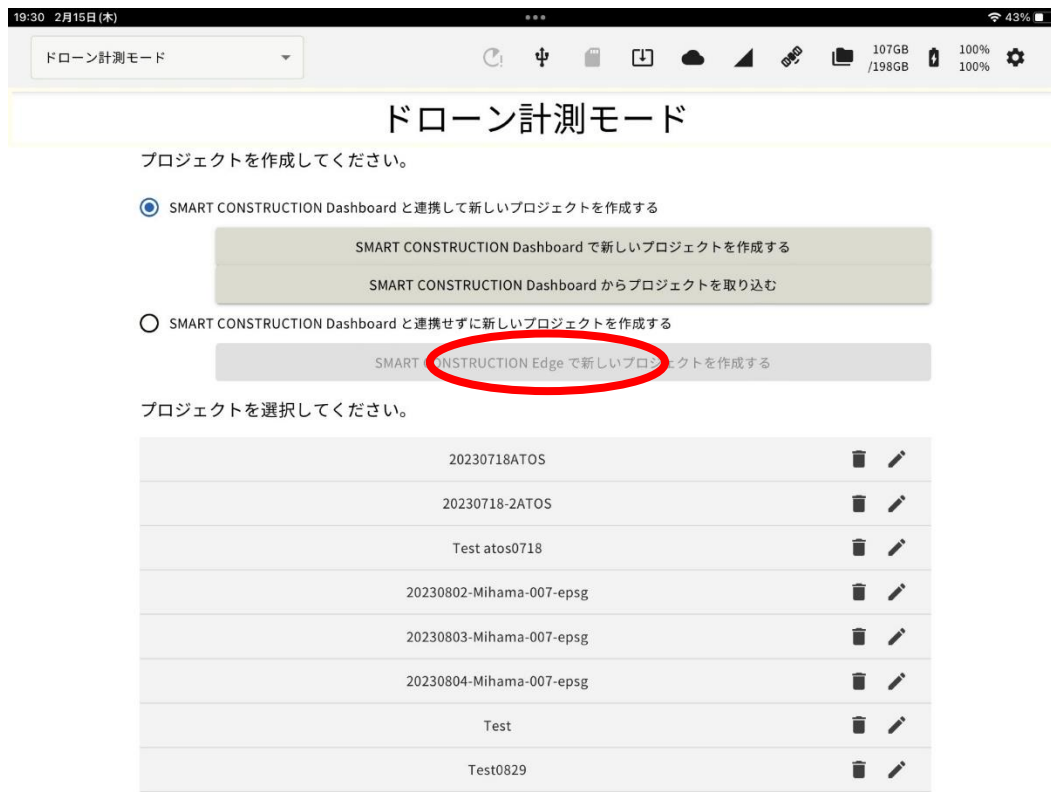 19:30 2月15日(木)
43%
ドローン計測モード
107GB
/198GB
100%
100%
ドローン計測モード
プロジェクトを作成してください。
SMART CONSTRUCTION Dashboard と連携して新しいプロジェクトを作成する
SMART CONSTRUCTION Dashboard で新しいプロジェクトを作成する
SMART CONSTRUCTION Dashboard からプロジェクトを取り込む
SMART CONSTRUCTION Dashboard と連携せずに新しいプロジェクトを作成する
SMART CONSTRUCTION Edge で新しいプロジェクトを作成する
プロジェクトを選択してください。
20230718ATOS
20230718-2ATOS
Test atos0718
20230802-Mihama-007-epsg
20230803-Mihama-007-epsg
20230804-Mihama-007-epsg
Test
Test0829